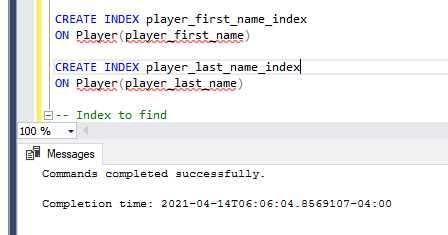 CREATE INDEX player_first_name_index
ON Player(player_first_name)
CREATE INDEX player_last_name_index
ON Player(player_last_name)
-- Index to find
100 %
Messages
Commands completed successfully.
Completion time: 2021-04-14T06:06:04.8569107-04:00